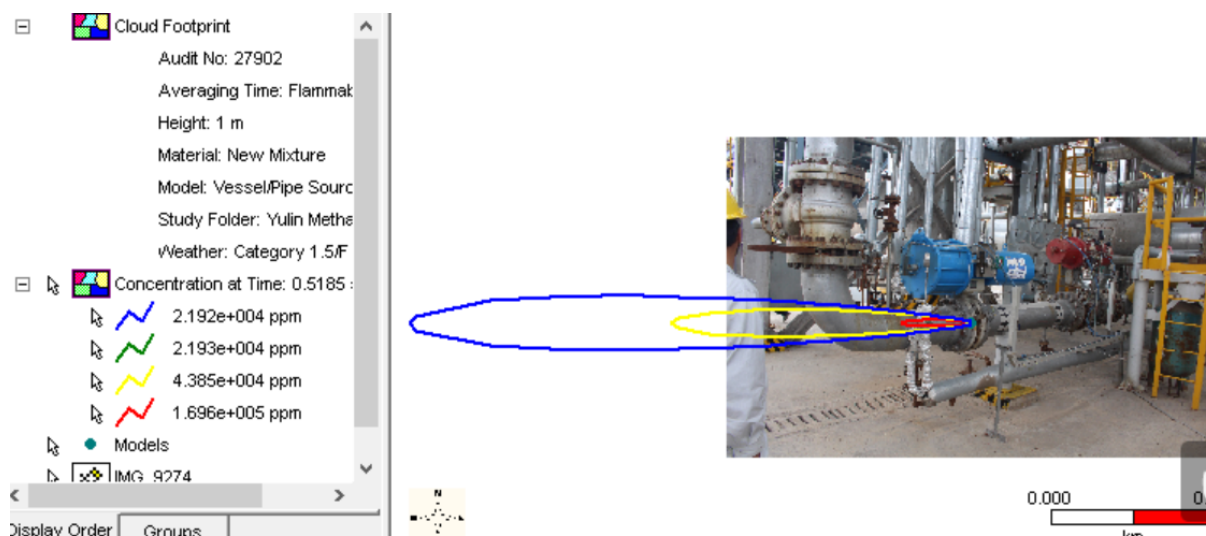 Cloud Footprint
Audit No: 27902
Averaging Time: Flammab
Height: 1 m
Material: New Mixture
Model: Vessel/Pipe Sourc
Study Folder: Yulin Metha
Weather: Category 1.5/F
Concentration at Time: 0.5185 s
2.192e+004 ppm
2.193e+004 ppm
4.385e+004 ppm
1.696e+005 ppm
Models
IMG_9274
Display Order Groups
N
0.000 0.
km